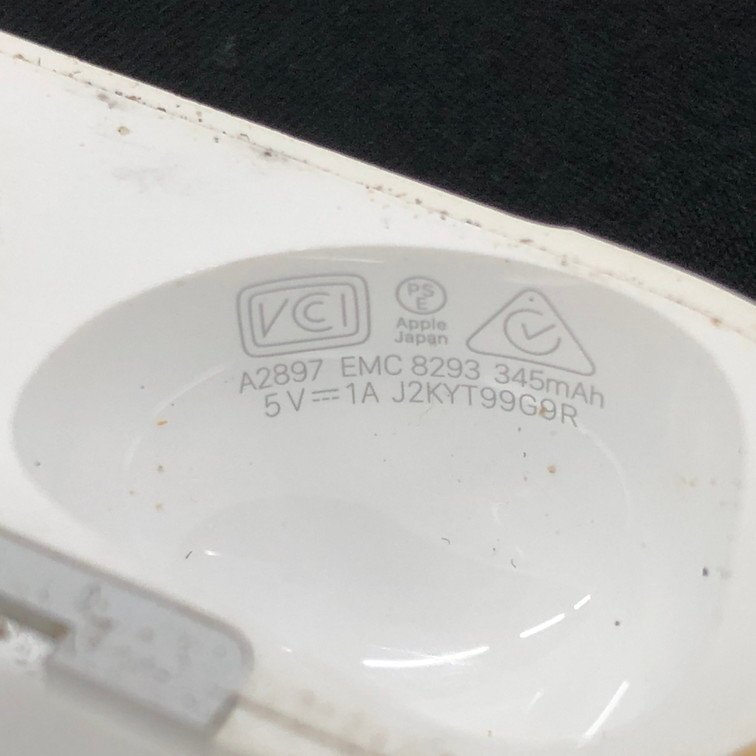 VCI
PS
E
Apple
Japan
A2897 EMC 8293 345mAh
5V⎓1A J2KYT99G9R